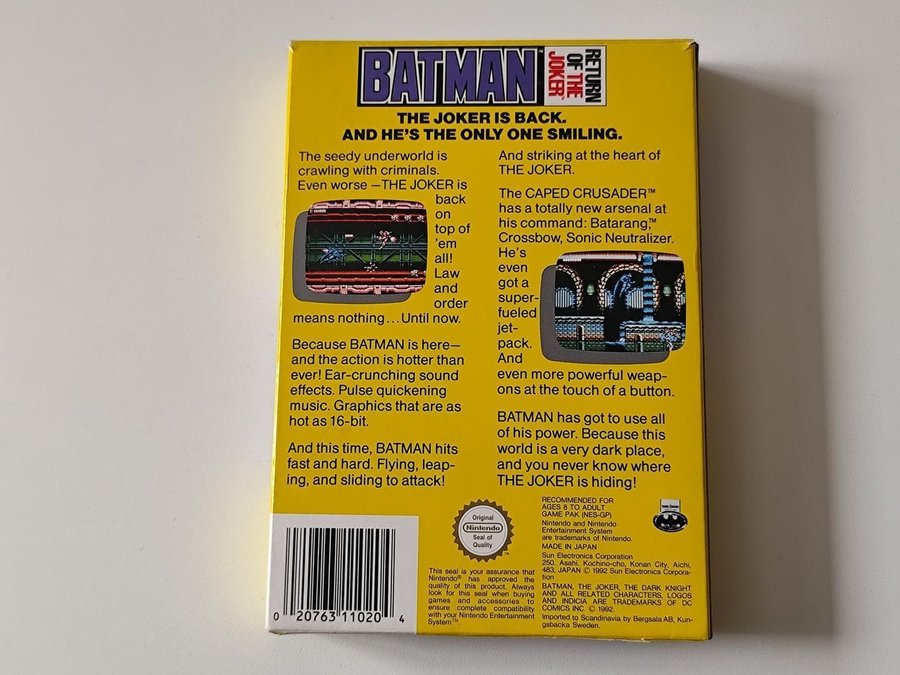 BATMAN™
RETURN
OF THE
JOKER™
THE JOKER IS BACK.
AND HE'S THE ONLY ONE SMILING.
The seedy underworld is
crawling with criminals.
Even worse —THE JOKER is
back
on
top of
'em
all!
Law
and
order
means nothing...Until now.
Because BATMAN is here—
and the action is hotter than
ever! Ear-crunching sound
effects. Pulse quickening
music. Graphics that are as
hot as 16-bit.
And this time, BATMAN hits
fast and hard. Flying, leap-
ing, and sliding to attack!
And striking at the heart of
THE JOKER.
The CAPED CRUSADER™
has a totally new arsenal at
his command: Batarang,™
Crossbow, Sonic Neutralizer.
He's
even
got a
super-
fueled
jet-
pack.
And
even more powerful weap-
ons at the touch of a button.
BATMAN has got to use all
of his power. Because this
world is a very dark place,
and you never know where
THE JOKER is hiding!
0 20763 11020 4
Original
Nintendo
Seal of
Quality
This seal is your assurance that
Nintendo® has approved the
quality of this product. Always
look for this seal when buying
games and accessories to
ensure complete compatibility
with your Nintendo Entertainment
System™.
RECOMMENDED FOR
AGES 8 TO ADULT
GAME PAK (NES-GP)
Nintendo and Nintendo
Entertainment System
are trademarks of Nintendo.
MADE IN JAPAN
Sun Electronics Corporation
250. Asahi. Kochino-cho, Konan City, Aichi,
483, JAPAN © 1992 Sun Electronics Corpora-
tion
BATMAN, THE JOKER, THE DARK KNIGHT
AND ALL RELATED CHARACTERS, LOGOS
AND INDICIA ARE TRADEMARKS OF DC
COMICS INC. © 1992.
Imported to Scandinavia by Bergsala AB, Kun-
gsbacka Sweden.